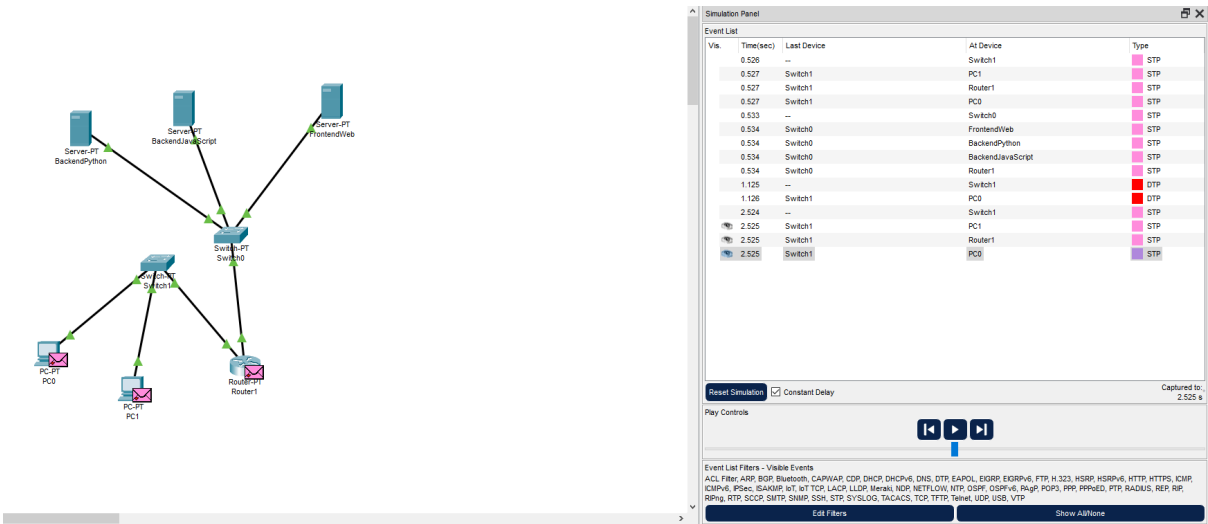 Server-PT
BackendPython
Server-PT
BackendJavaScript
Server-PT
FrontendWeb
Switch-PT
Switch0
Switch-PT
Switch1
PC-PT
PC0
PC-PT
PC1
Router-PT
Router1
Simulation Panel
Event List
Vis. Time(sec) Last Device At Device Type
0.526 -- Switch1 STP
0.527 Switch1 PC1 STP
0.527 Switch1 Router1 STP
0.527 Switch1 PC0 STP
0.533 -- Switch0 STP
0.534 Switch0 FrontendWeb STP
0.534 Switch0 BackendPython STP
0.534 Switch0 BackendJavaScript STP
0.534 Switch0 Router1 STP
1.125 -- Switch1 DTP
1.126 Switch1 PC0 DTP
2.524 -- Switch1 STP
2.525 Switch1 PC1 STP
2.525 Switch1 Router1 STP
2.525 Switch1 PC0 STP
Reset Simulation Constant Delay Captured to:
2.525 s
Play Controls
Event List Filters - Visible Events
ACL Filter, ARP, BGP, Bluetooth, CAPWAP, CDP, DHCP, DHCPv6, DNS, DTP, EAPOL, EIGRP, EIGRPv6, FTP, H.323, HSRP, HSRPv6, HTTP, HTTPS, ICMP,
ICMPv6, IPSec, ISAKMP, IoT, IoT TCP, LACP, LLDP, Meraki, NDP, NETFLOW, NTP, OSPF, OSPFv6, PAgP, POP3, PPP, PPPoED, PTP, RADIUS, REP, RIP,
RIPng, RTP, SCCP, SMTP, SNMP, SSH, STP, SYSLOG, TACACS, TCP, TFTP, Telnet, UDP, USB, VTP
Edit Filters Show All/None